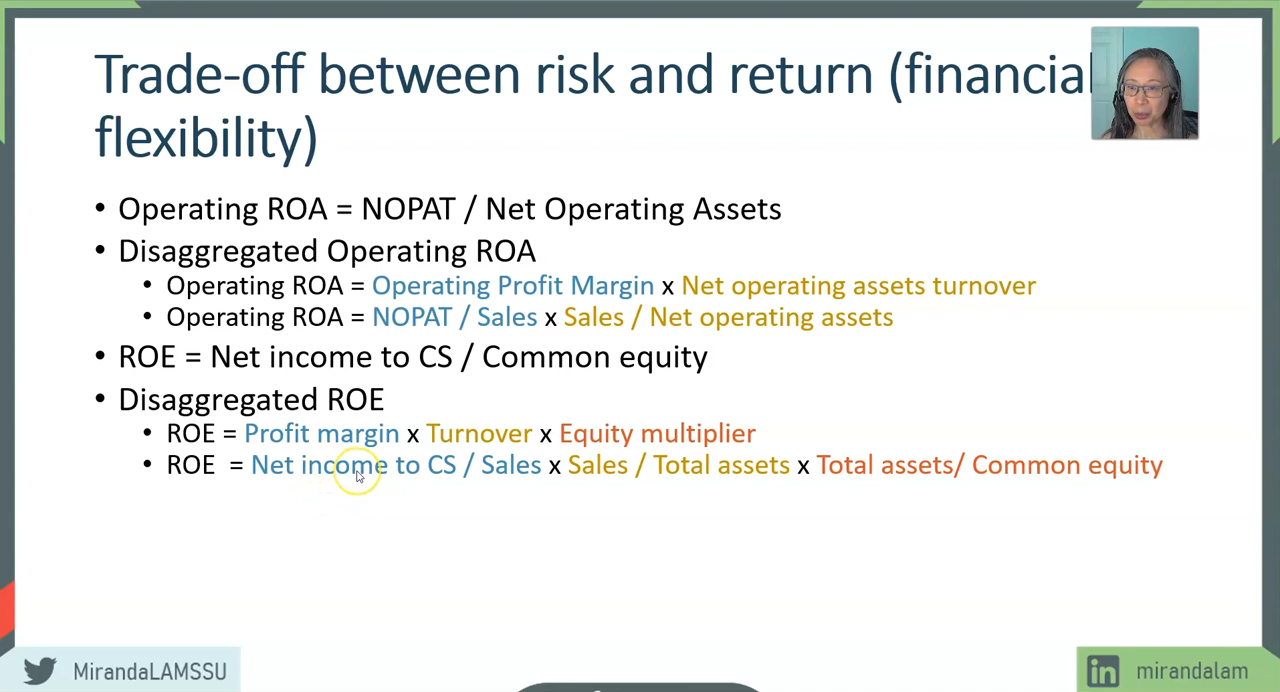 Trade-off between risk and return (financial
flexibility)
• Operating ROA = NOPAT / Net Operating Assets
• Disaggregated Operating ROA
• Operating ROA = Operating Profit Margin x Net operating assets turnover
• Operating ROA = NOPAT / Sales x Sales / Net operating assets
• ROE = Net income to CS / Common equity
• Disaggregated ROE
• ROE = Profit margin x Turnover x Equity multiplier
• ROE = Net income to CS / Sales x Sales / Total assets x Total assets/ Common equity
MirandaLAMSSU
in mirandalam